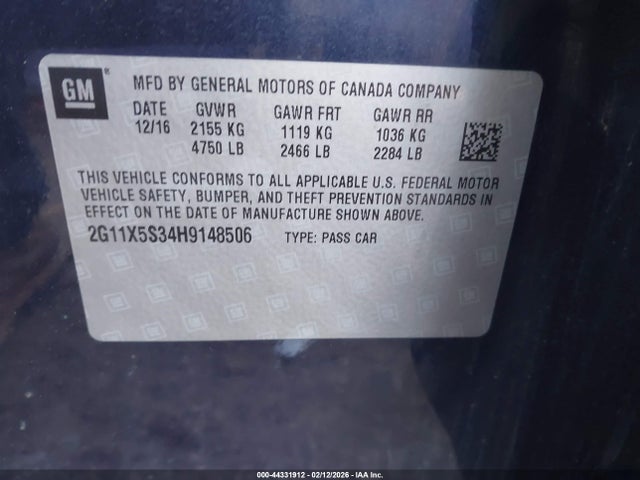 GM ®
MFD BY GENERAL MOTORS OF CANADA COMPANY
DATE GVWR GAWR FRT GAWR RR
12/16 2155 KG 1119 KG 1036 KG
4750 LB 2466 LB 2284 LB
THIS VEHICLE CONFORMS TO ALL APPLICABLE U.S. FEDERAL MOTOR
VEHICLE SAFETY, BUMPER, AND THEFT PREVENTION STANDARDS IN
EFFECT ON THE DATE OF MANUFACTURE SHOWN ABOVE.
2G11X5S34H9148506 TYPE: PASS CAR
000-44331912 - 02/12/2026 - IAA Inc.